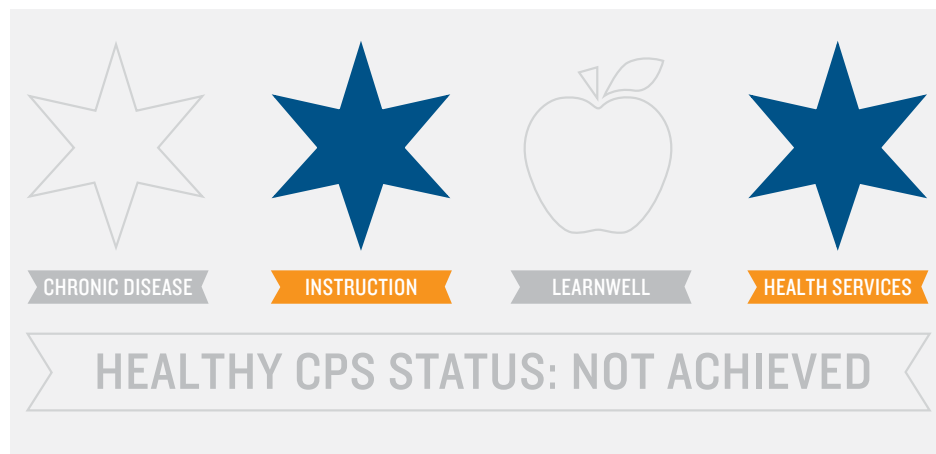 CHRONIC DISEASE
INSTRUCTION
LEARNWELL
HEALTH SERVICES
HEALTHY CPS STATUS: NOT ACHIEVED